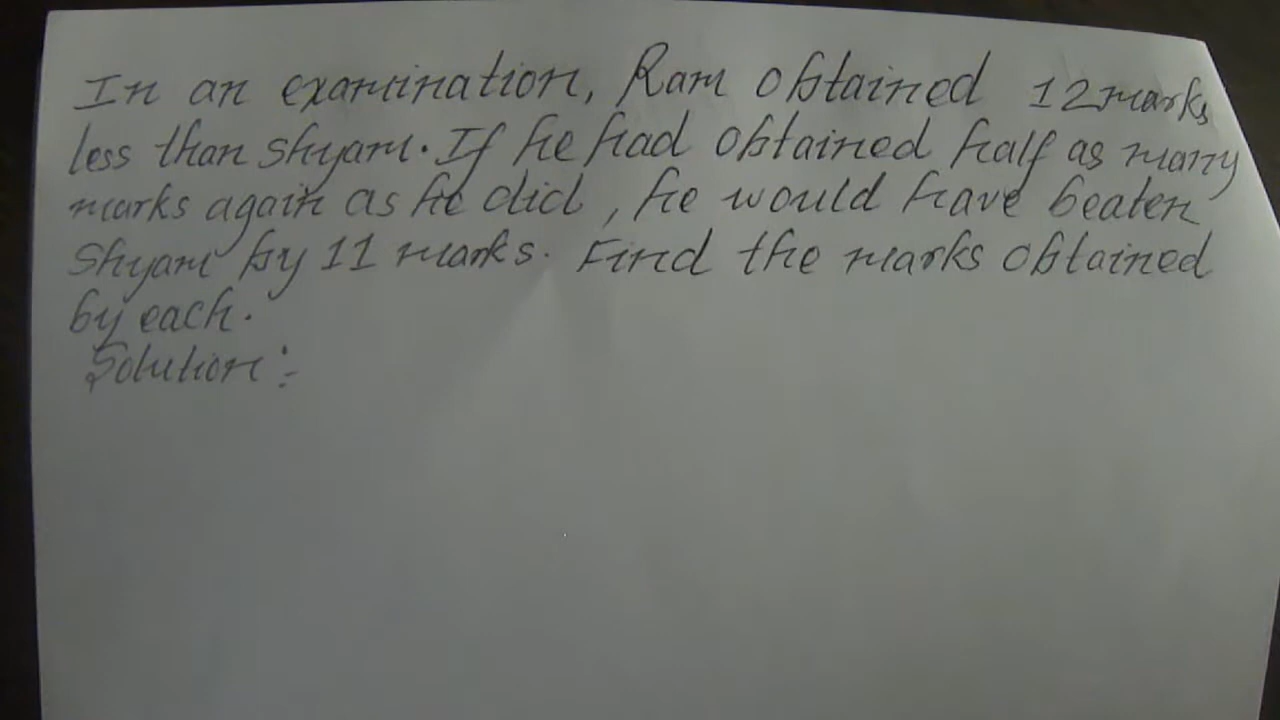 In an examination, Ram obtained 12 marks
less than Shyam. If he had obtained half as many
marks again as he did, he would have beaten
Shyam by 11 marks. Find the marks obtained
by each.
Solution :-